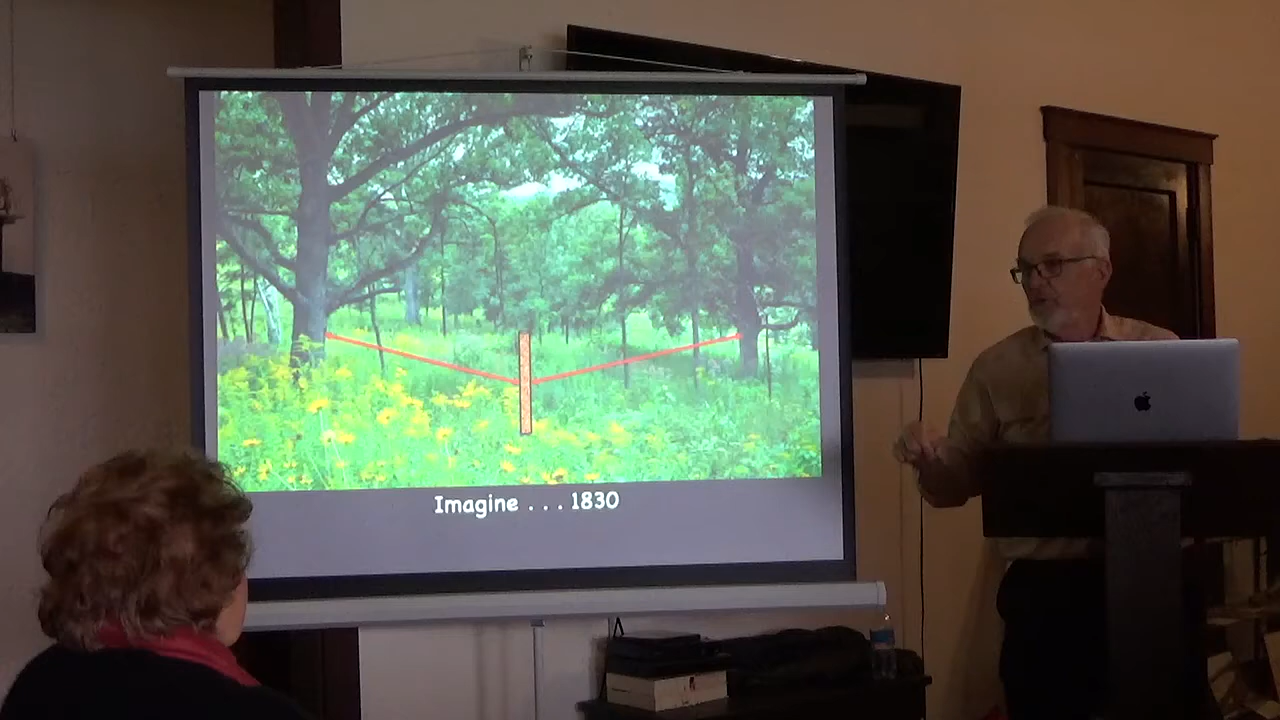 Imagine . . . 1830